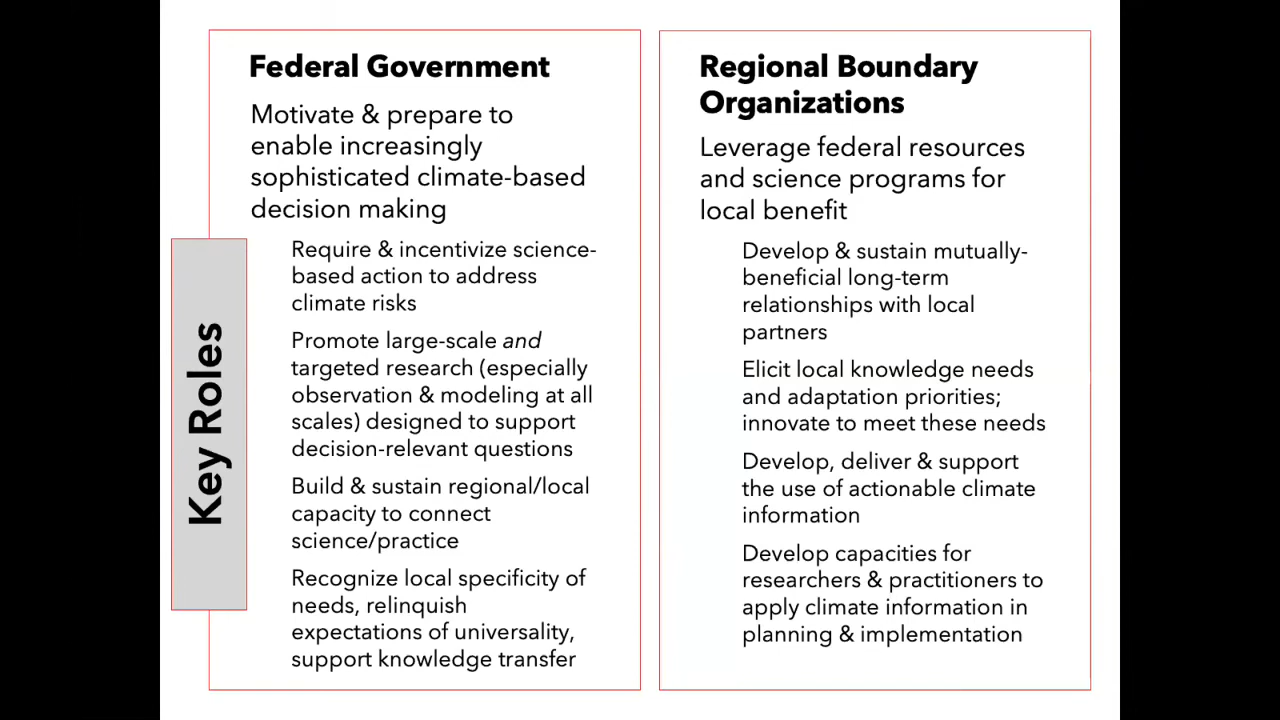 Key Roles
Federal Government
Motivate & prepare to
enable increasingly
sophisticated climate-based
decision making
Require & incentivize science-
based action to address
climate risks
Promote large-scale and
targeted research (especially
observation & modeling at all
scales) designed to support
decision-relevant questions
Build & sustain regional/local
capacity to connect
science/practice
Recognize local specificity of
needs, relinquish
expectations of universality,
support knowledge transfer
Regional Boundary
Organizations
Leverage federal resources
and science programs for
local benefit
Develop & sustain mutually-
beneficial long-term
relationships with local
partners
Elicit local knowledge needs
and adaptation priorities;
innovate to meet these needs
Develop, deliver & support
the use of actionable climate
information
Develop capacities for
researchers & practitioners to
apply climate information in
planning & implementation